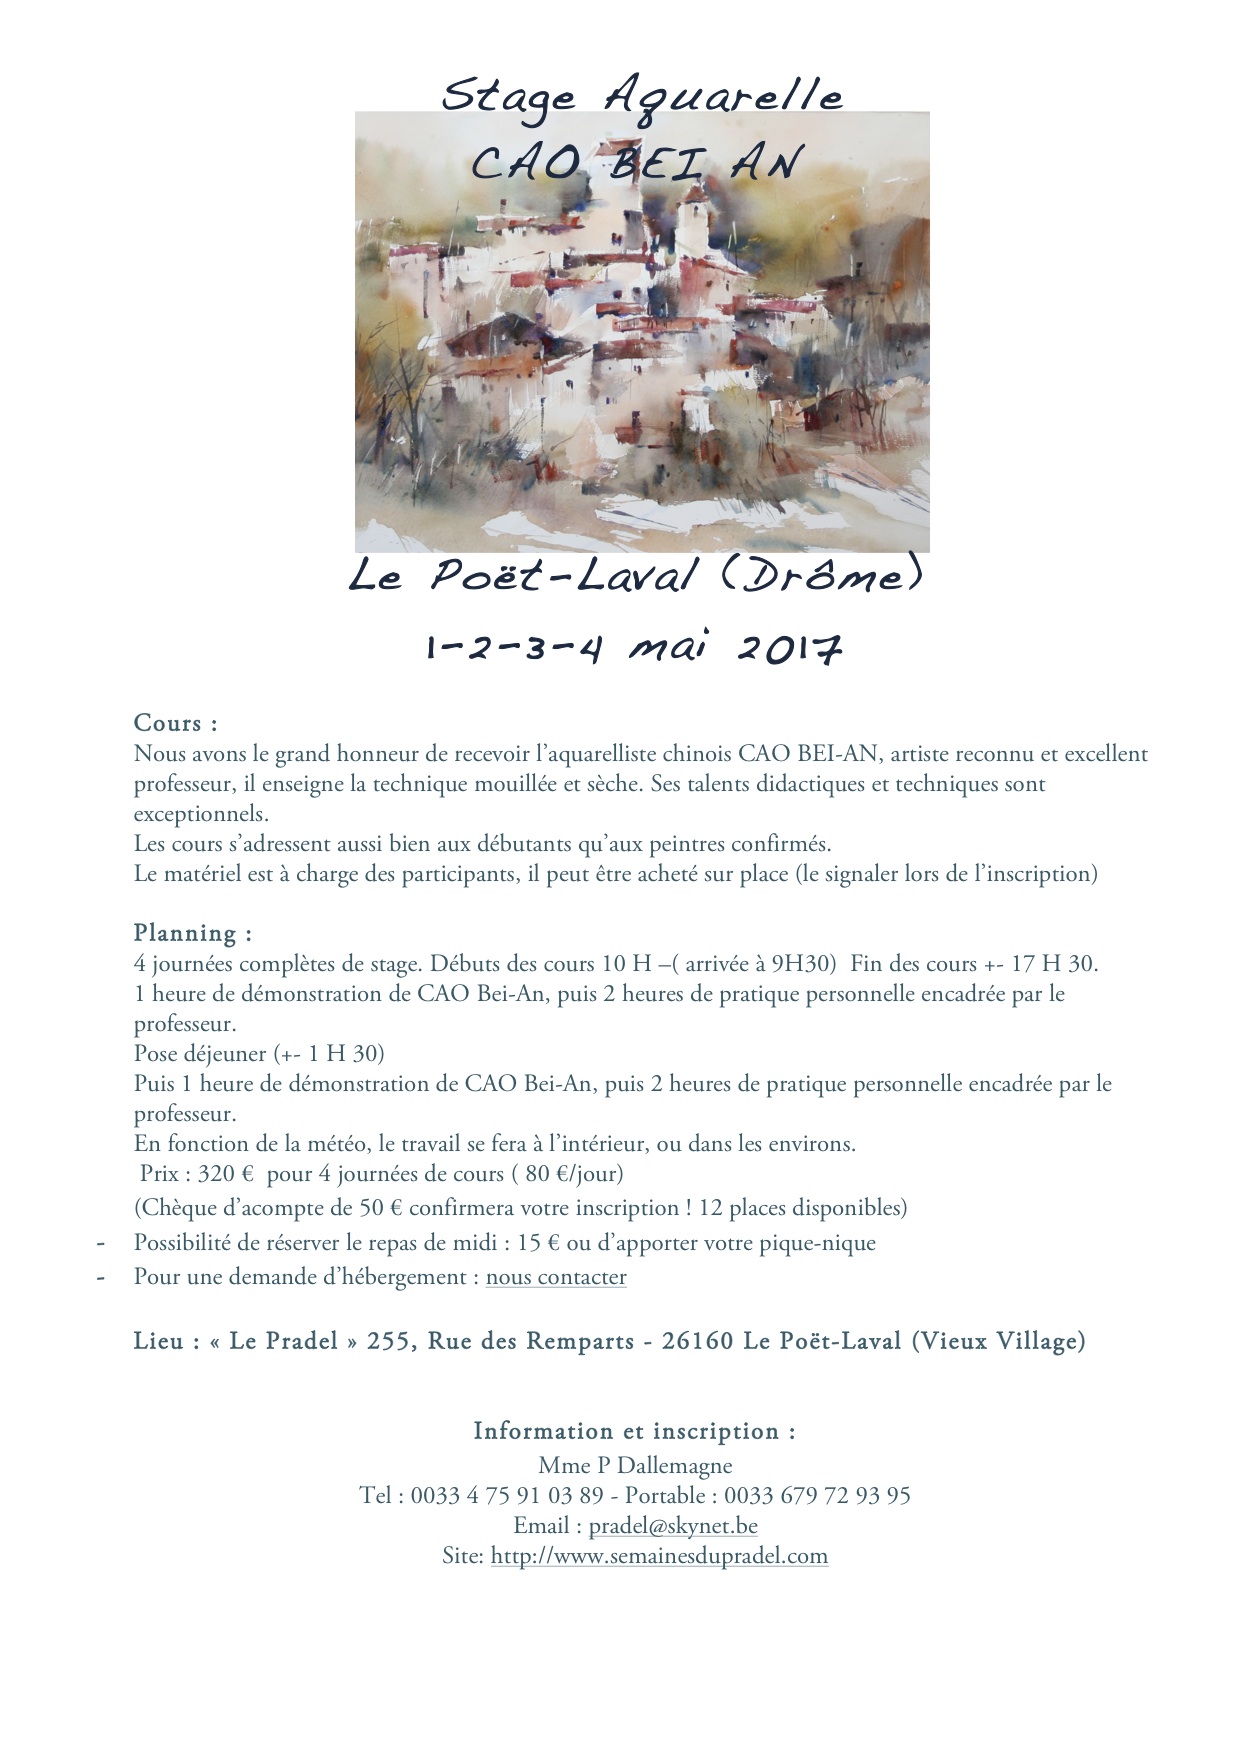 Stage Aquarelle
CAO BEI AN
Le Poët-Laval (Drôme)
1-2-3-4 mai 2017
Cours :
Nous avons le grand honneur de recevoir l’aquarelliste chinois CAO BEI-AN, artiste reconnu et excellent
professeur, il enseigne la technique mouillée et sèche. Ses talents didactiques et techniques sont
exceptionnels.
Les cours s’adressent aussi bien aux débutants qu’aux peintres confirmés.
Le matériel est à charge des participants, il peut être acheté sur place (le signaler lors de l’inscription)
Planning :
4 journées complètes de stage. Débuts des cours 10 H –( arrivée à 9H30)  Fin des cours +- 17 H 30.
1 heure de démonstration de CAO Bei-An, puis 2 heures de pratique personnelle encadrée par le
professeur.
Pose déjeuner (+- 1 H 30)
Puis 1 heure de démonstration de CAO Bei-An, puis 2 heures de pratique personnelle encadrée par le
professeur.
En fonction de la météo, le travail se fera à l’intérieur, ou dans les environs.
Prix : 320 €  pour 4 journées de cours ( 80 €/jour)
(Chèque d’acompte de 50 € confirmera votre inscription ! 12 places disponibles)
- Possibilité de réserver le repas de midi : 15 € ou d’apporter votre pique-nique
- Pour une demande d’hébergement : nous contacter
Lieu : « Le Pradel » 255, Rue des Remparts - 26160 Le Poët-Laval (Vieux Village)
Information et inscription :
Mme P Dallemagne
Tel : 0033 4 75 91 03 89 - Portable : 0033 679 72 93 95
Email : pradel@skynet.be
Site: http://www.semainesdupradel.com